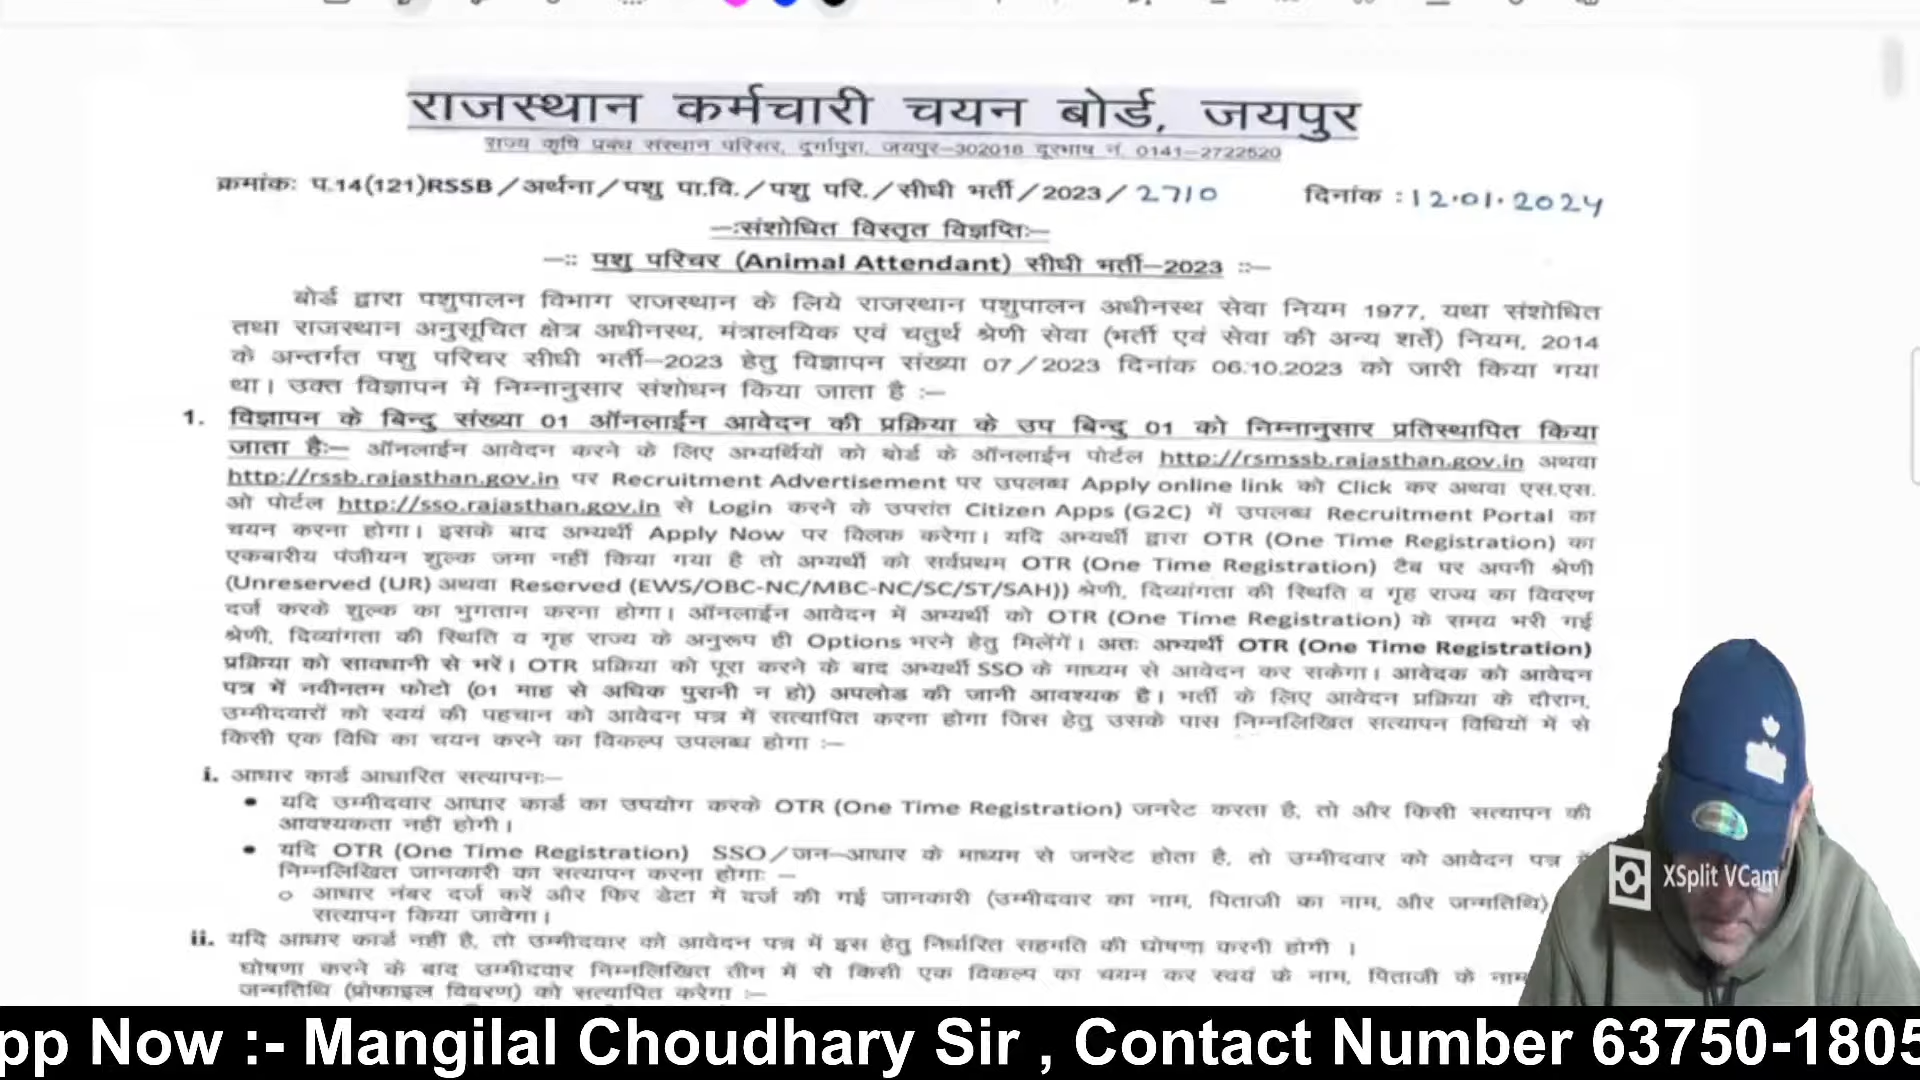 राजस्थान कर्मचारी चयन बोर्ड, जयपुर
राज्य कृषि प्रबंध संस्थान परिसर, दुर्गापुरा, जयपुर–302018 दूरभाष नं. 0141–2722520
क्रमांकः प.14(121)RSSB/अर्थना/पशु पा.वि./पशु परि./सीधी भर्ती/2023/2710 दिनांक :12.01.2024
–:संशोधित विस्तृत विज्ञप्तिः–
–:: पशु परिचर (Animal Attendant) सीधी भर्ती–2023 ::–
बोर्ड द्वारा पशुपालन विभाग राजस्थान के लिये राजस्थान पशुपालन अधीनस्थ सेवा नियम 1977, यथा संशोधित
तथा राजस्थान अनुसूचित क्षेत्र अधीनस्थ, मंत्रालयिक एवं चतुर्थ श्रेणी सेवा (भर्ती एवं सेवा की अन्य शर्तें) नियम, 2014
के अन्तर्गत पशु परिचर सीधी भर्ती–2023 हेतु विज्ञापन संख्या 07/2023 दिनांक 06.10.2023 को जारी किया गया
था। उक्त विज्ञापन में निम्नानुसार संशोधन किया जाता है :–
1. विज्ञापन के बिन्दु संख्या 01 ऑनलाईन आवेदन की प्रक्रिया के उप बिन्दु 01 को निम्नानुसार प्रतिस्थापित किया
जाता हैः– ऑनलाईन आवेदन करने के लिए अभ्यर्थियों को बोर्ड के ऑनलाईन पोर्टल http://rsmssb.rajasthan.gov.in अथवा
http://rssb.rajasthan.gov.in पर Recruitment Advertisement पर उपलब्ध Apply online link को Click कर अथवा एस.एस.
ओ पोर्टल http://sso.rajasthan.gov.in से Login करने के उपरांत Citizen Apps (G2C) में उपलब्ध Recruitment Portal का
चयन करना होगा। इसके बाद अभ्यर्थी Apply Now पर क्लिक करेगा। यदि अभ्यर्थी द्वारा OTR (One Time Registration) का
एकबारीय पंजीयन शुल्क जमा नहीं किया गया है तो अभ्यर्थी को सर्वप्रथम OTR (One Time Registration) टैब पर अपनी श्रेणी
(Unreserved (UR) अथवा Reserved (EWS/OBC-NC/MBC-NC/SC/ST/SAH)) श्रेणी, दिव्यांगता की स्थिति व गृह राज्य का विवरण
दर्ज करके शुल्क का भुगतान करना होगा। ऑनलाईन आवेदन में अभ्यर्थी को OTR (One Time Registration) के समय भरी गई
श्रेणी, दिव्यांगता की स्थिति व गृह राज्य के अनुरूप ही Options भरने हेतु मिलेंगें। अतः अभ्यर्थी OTR (One Time Registration)
प्रक्रिया को सावधानी से भरें। OTR प्रक्रिया को पूरा करने के बाद अभ्यर्थी SSO के माध्यम से आवेदन कर सकेगा। आवेदक को आवेदन
पत्र में नवीनतम फोटो (01 माह से अधिक पुरानी न हो) अपलोड की जानी आवश्यक है। भर्ती के लिए आवेदन प्रक्रिया के दौरान,
उम्मीदवारों को स्वयं की पहचान को आवेदन पत्र में सत्यापित करना होगा जिस हेतु उसके पास निम्नलिखित सत्यापन विधियों में से
किसी एक विधि का चयन करने का विकल्प उपलब्ध होगा :–
i. आधार कार्ड आधारित सत्यापनः–
• यदि उम्मीदवार आधार कार्ड का उपयोग करके OTR (One Time Registration) जनरेट करता है, तो और किसी सत्यापन की
आवश्यकता नहीं होगी।
• यदि OTR (One Time Registration) SSO/जन–आधार के माध्यम से जनरेट होता है, तो उम्मीदवार को आवेदन पत्र
निम्नलिखित जानकारी का सत्यापन करना होगाः –
o आधार नंबर दर्ज करें और फिर डेटा में दर्ज की गई जानकारी (उम्मीदवार का नाम, पिताजी का नाम, और जन्मतिथि)
सत्यापन किया जावेगा।
ii. यदि आधार कार्ड नहीं है, तो उम्मीदवार को आवेदन पत्र में इस हेतु निर्धारित सहमति की घोषणा करनी होगी ।
घोषणा करने के बाद उम्मीदवार निम्नलिखित तीन में से किसी एक विकल्प का चयन कर स्वयं के नाम, पिताजी के नाम
जन्मतिथि (प्रोफाइल विवरण) को सत्यापित करेगा :–
XSplit VCam
pp Now :- Mangilal Choudhary Sir , Contact Number 63750-1805